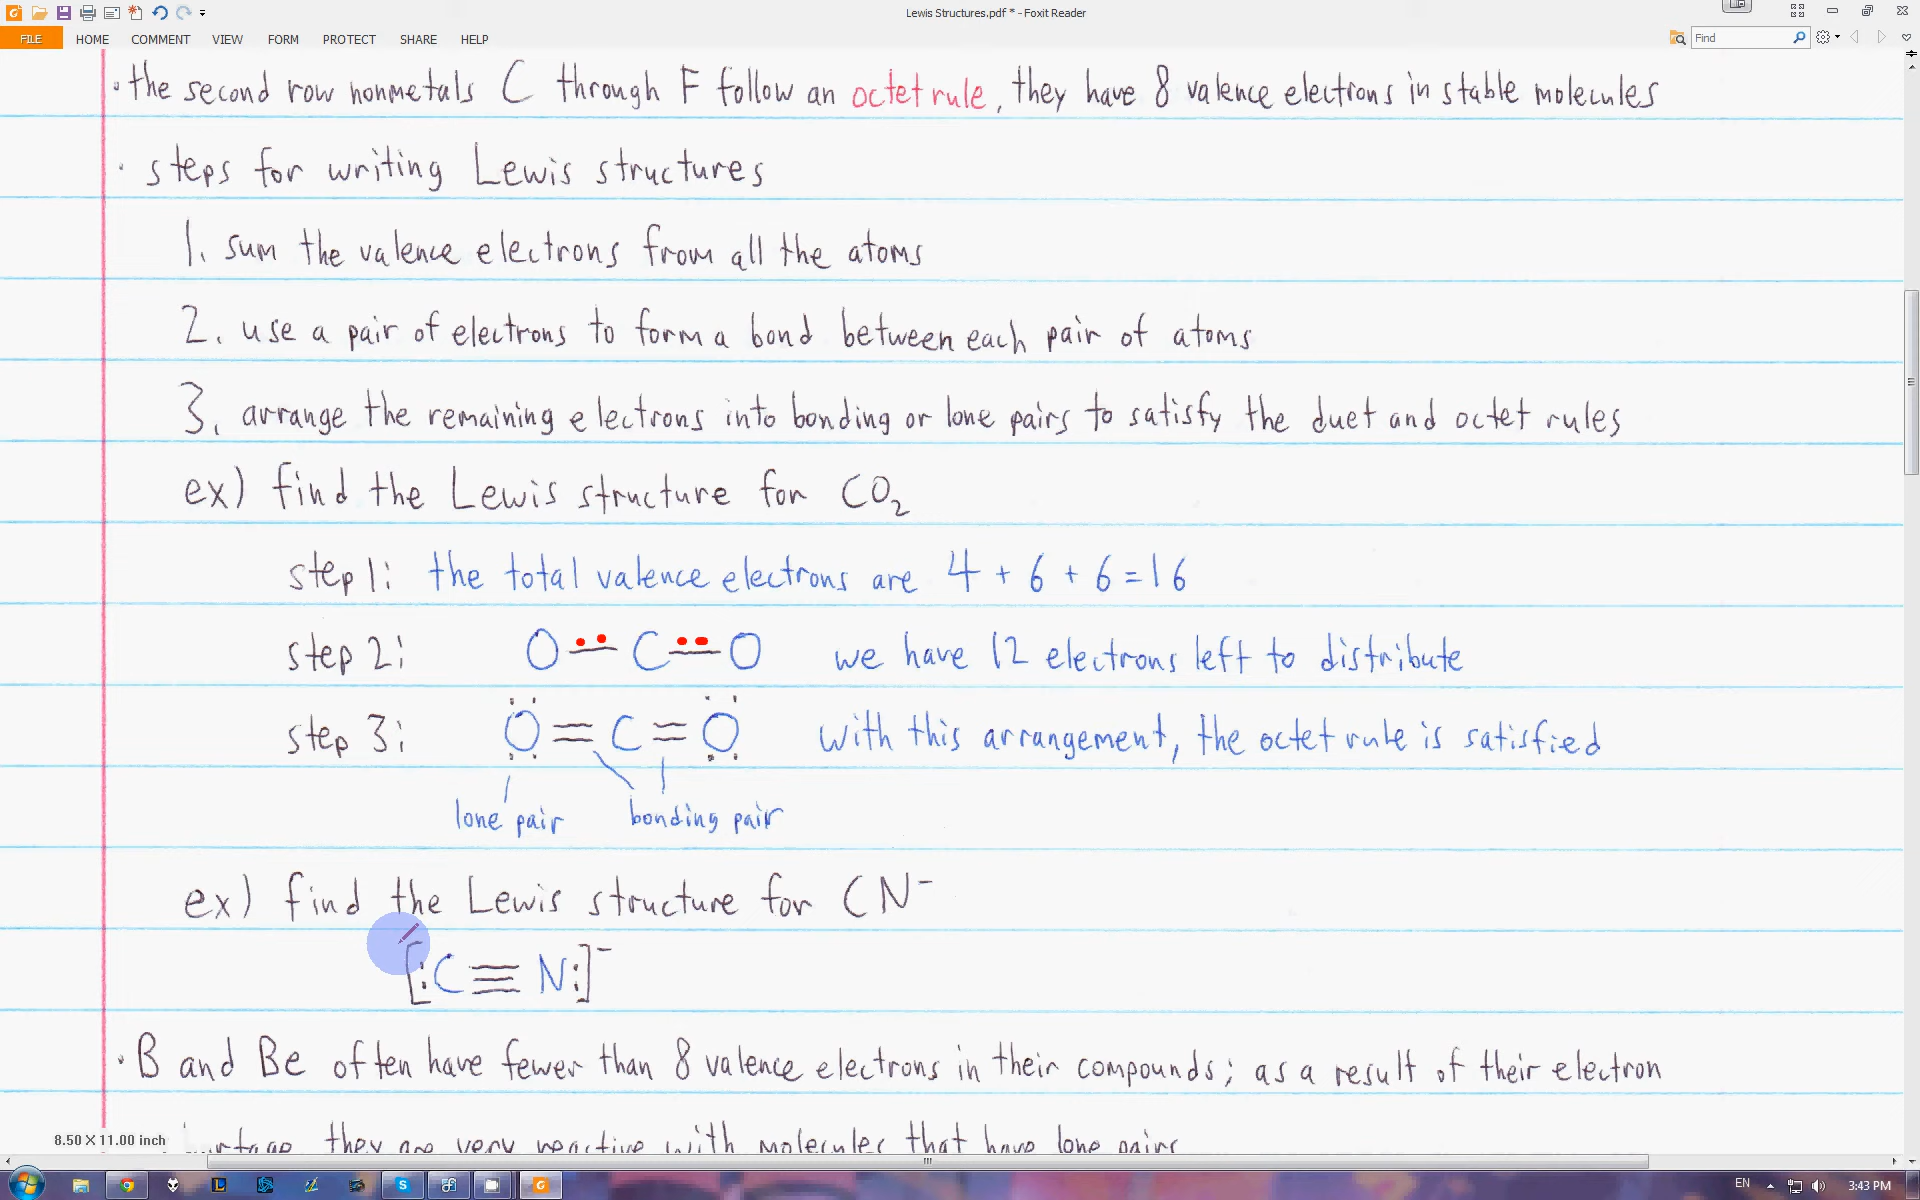 Lewis Structures.pdf * - Foxit Reader
FILE HOME COMMENT VIEW FORM PROTECT SHARE HELP
Find
· the second row nonmetals C through F follow an octet rule, they have 8 valence electrons in stable molecules
· steps for writing Lewis structures
1. sum the valence electrons from all the atoms
2. use a pair of electrons to form a bond between each pair of atoms
3. arrange the remaining electrons into bonding or lone pairs to satisfy the duet and octet rules
ex) find the Lewis structure for CO₂
step 1: the total valence electrons are 4 + 6 + 6 = 16
step 2: O — C — O we have 12 electrons left to distribute
step 3: O = C = O with this arrangement, the octet rule is satisfied
lone pair bonding pair
ex) find the Lewis structure for CN⁻
[:C ≡ N:]⁻
· B and Be often have fewer than 8 valence electrons in their compounds; as a result of their electron
they are very reactive with molecules that have lone pairs
8.50 X 11.00 inch
EN 3:43 PM